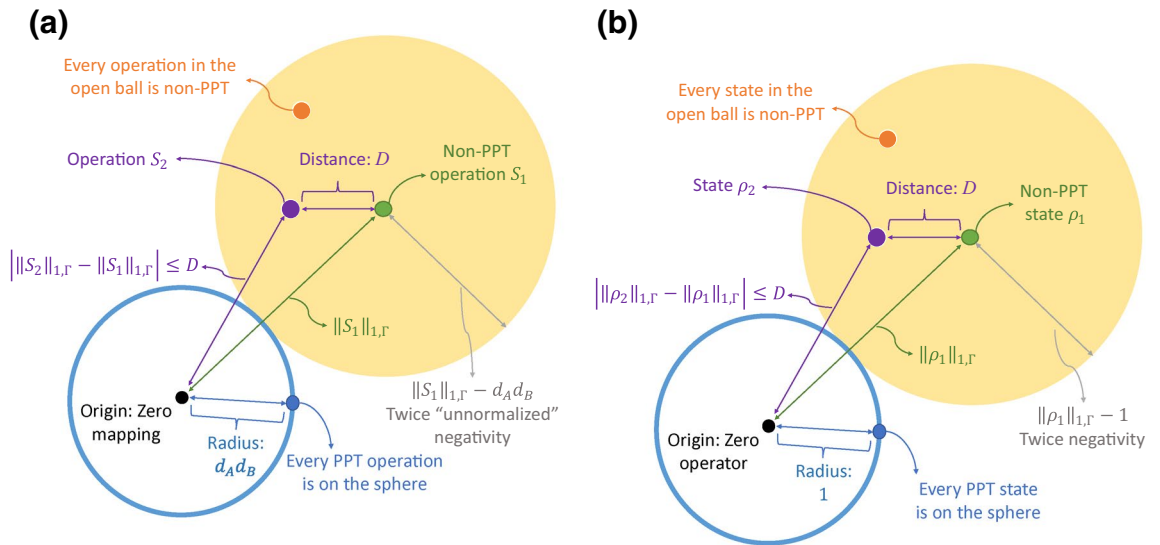 (a)
Every operation in the
open ball is non-PPT
Operation S₂
Distance: D
Non-PPT
operation S₁
|‖S₂‖₁,Γ − ‖S₁‖₁,Γ| ≤ D
‖S₁‖₁,Γ
‖S₁‖₁,Γ − d_A d_B
Twice “unnormalized”
negativity
Origin: Zero
mapping
Radius:
d_A d_B
Every PPT operation
is on the sphere
(b)
Every state in the
open ball is non-PPT
State ρ₂
Distance: D
Non-PPT
state ρ₁
|‖ρ₂‖₁,Γ − ‖ρ₁‖₁,Γ| ≤ D
‖ρ₁‖₁,Γ
‖ρ₁‖₁,Γ − 1
Twice negativity
Origin: Zero
operator
Radius:
1
Every PPT state
is on the sphere